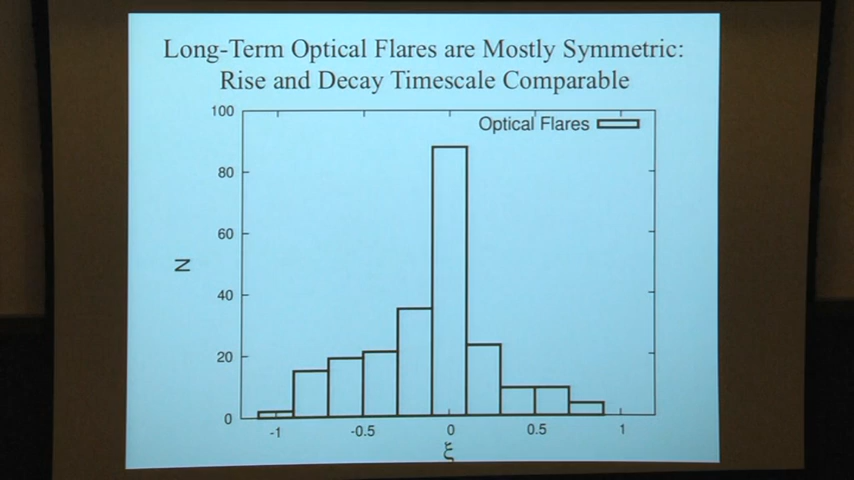 Long-Term Optical Flares are Mostly Symmetric:
Rise and Decay Timescale Comparable
100
Optical Flares
80
60
N
40
20
0
-1 -0.5 0 0.5 1
ξ